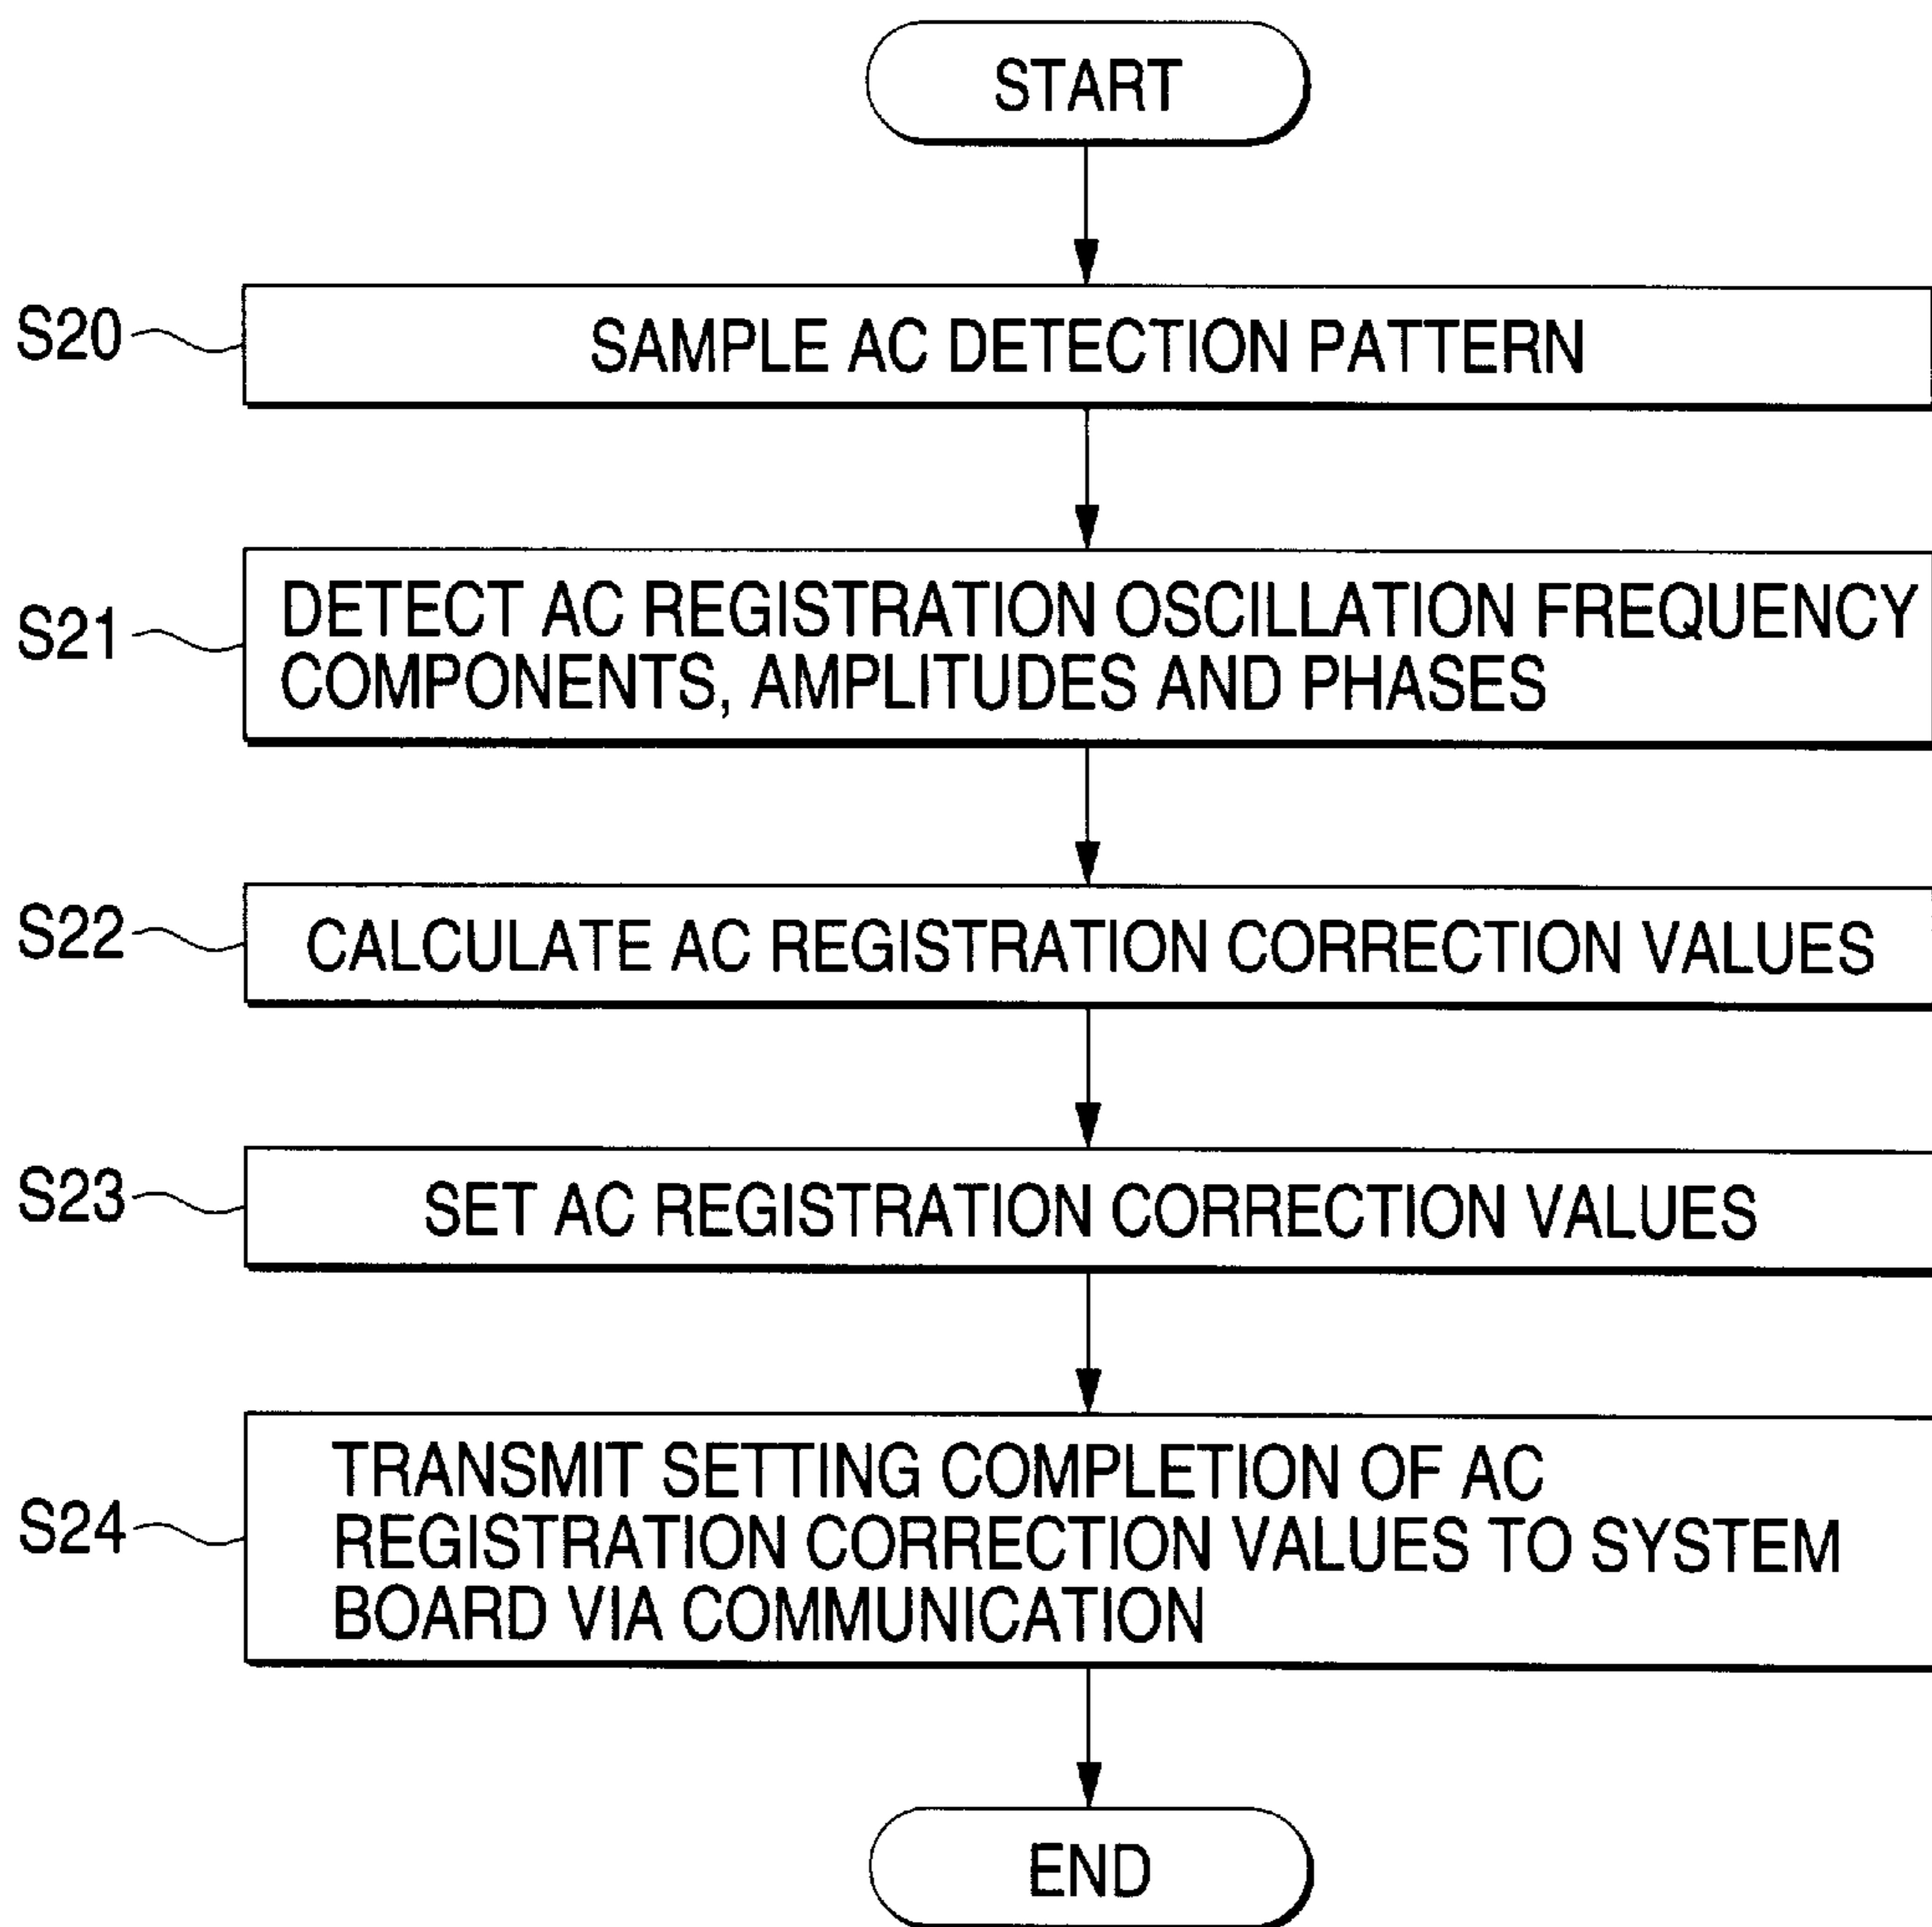 START
S20
SAMPLE AC DETECTION PATTERN
S21
DETECT AC REGISTRATION OSCILLATION FREQUENCY
COMPONENTS, AMPLITUDES AND PHASES
S22
CALCULATE AC REGISTRATION CORRECTION VALUES
S23
SET AC REGISTRATION CORRECTION VALUES
S24
TRANSMIT SETTING COMPLETION OF AC
REGISTRATION CORRECTION VALUES TO SYSTEM
BOARD VIA COMMUNICATION
END